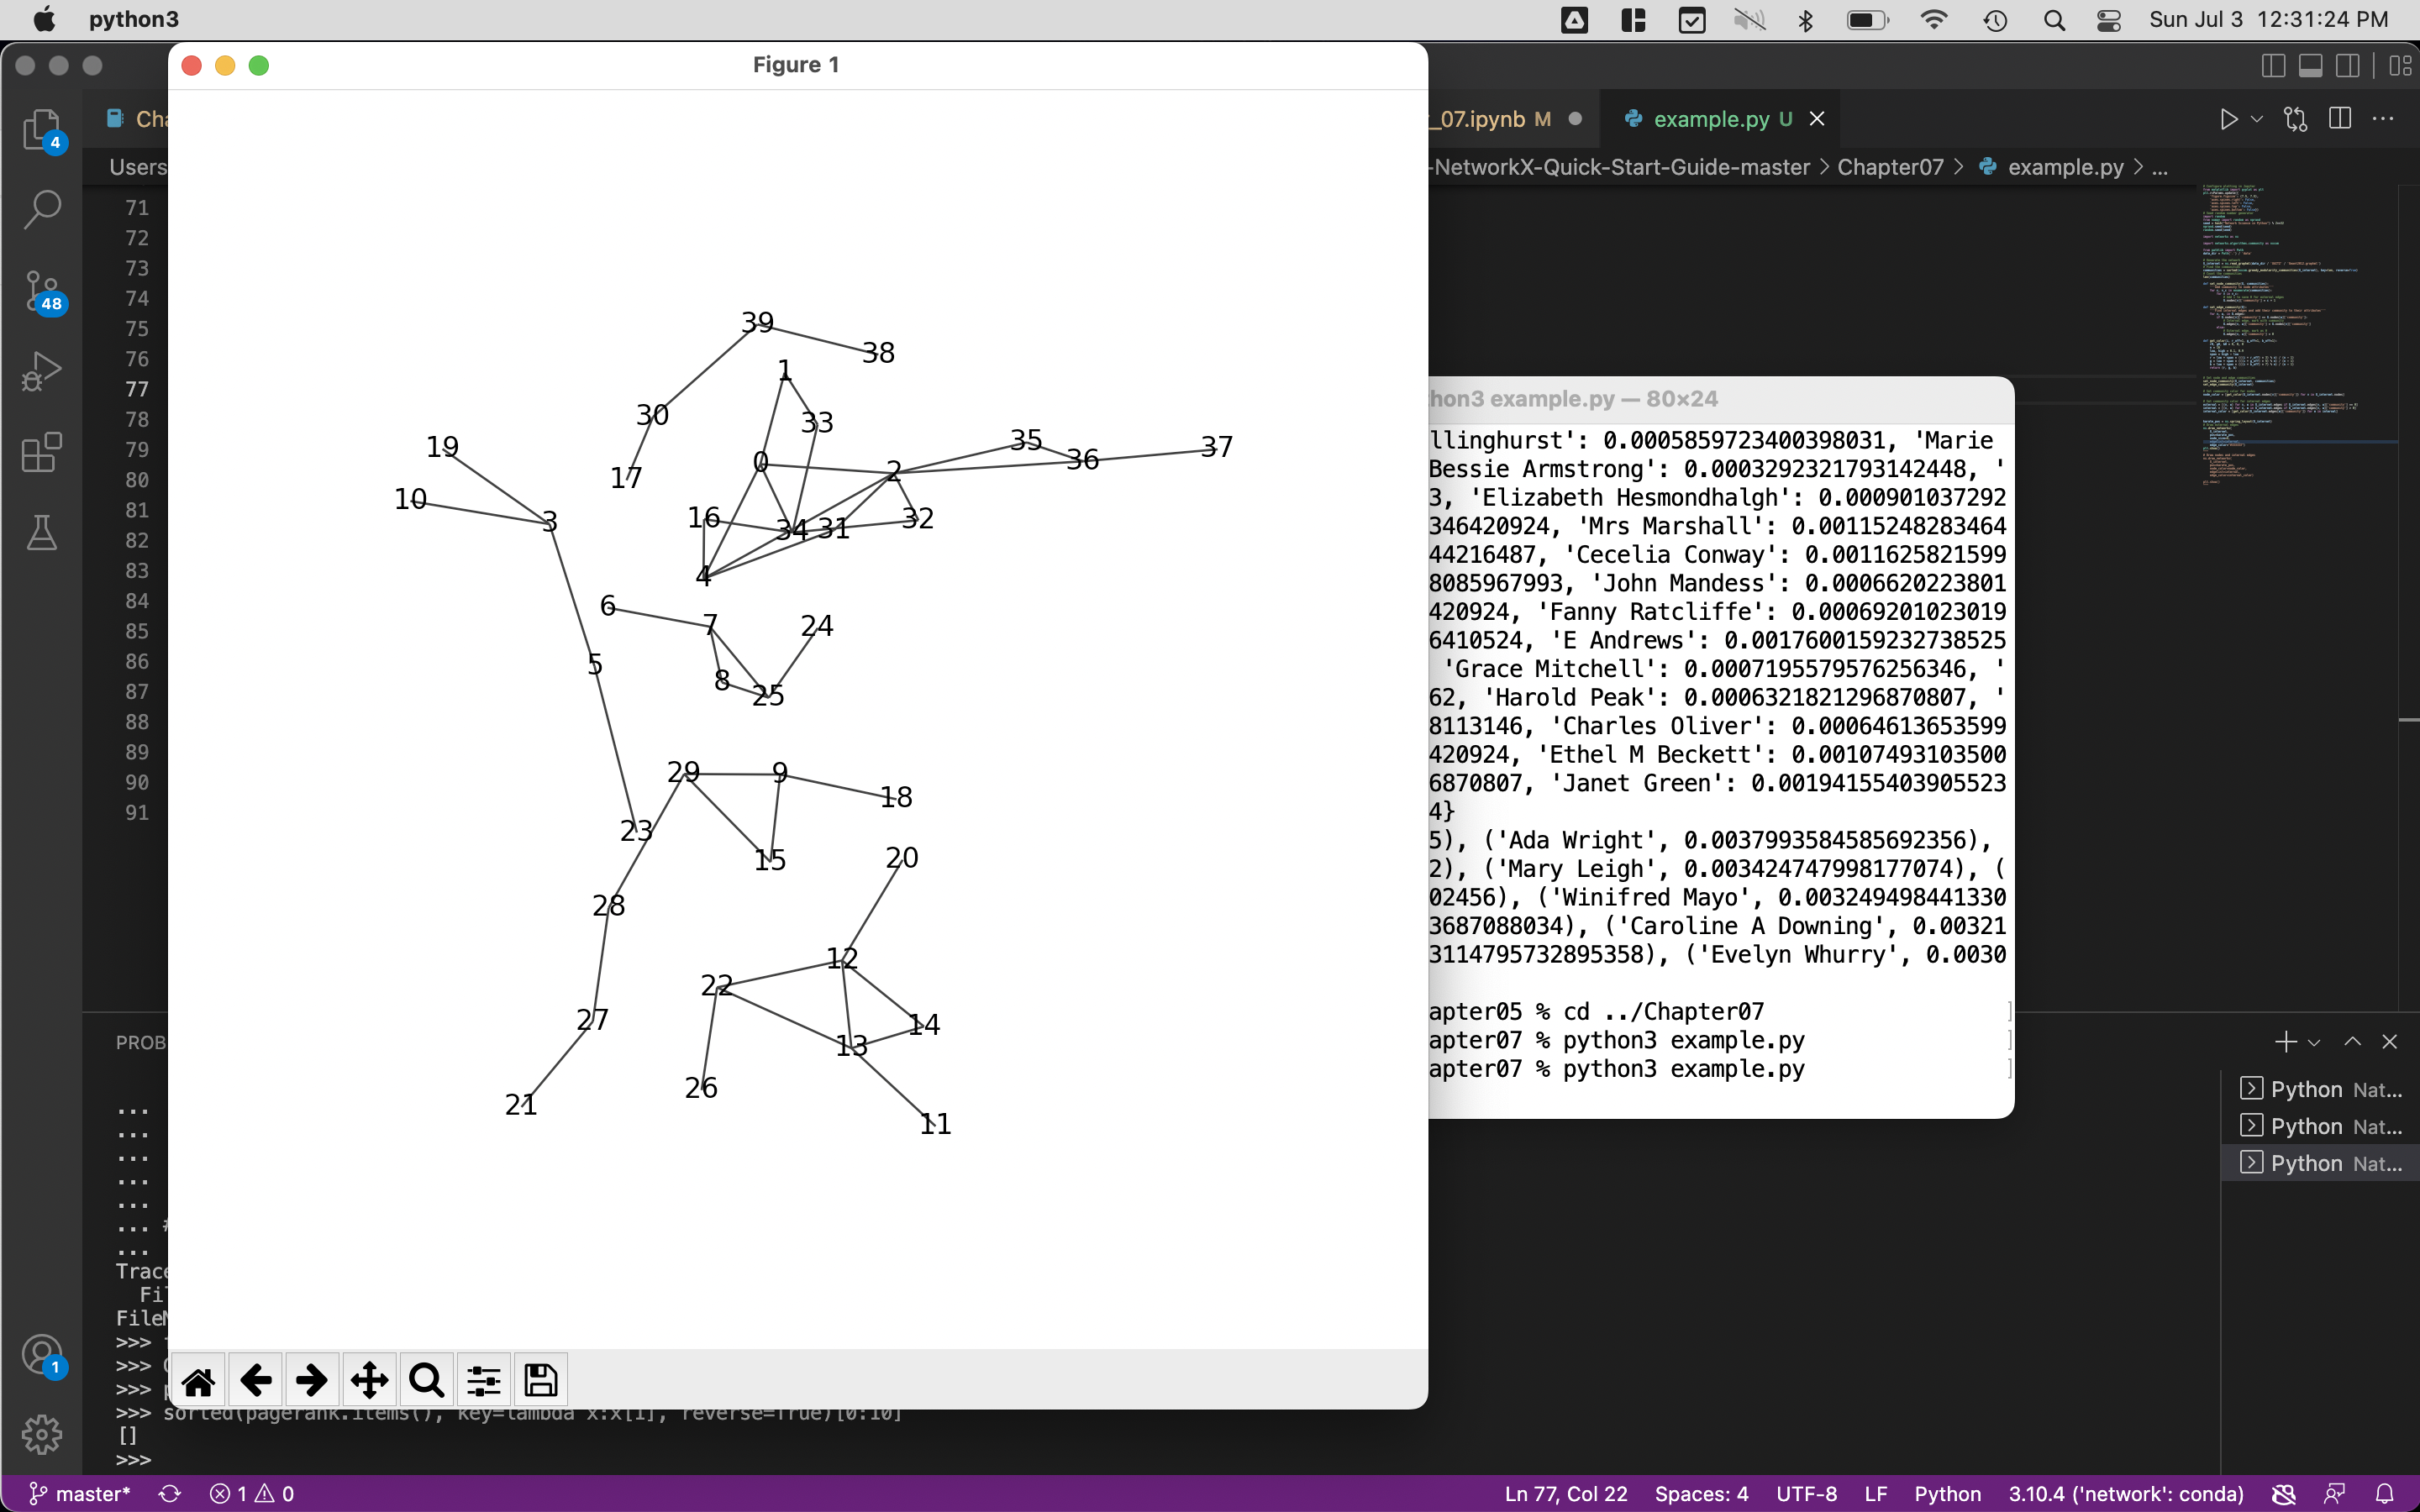 python3
Sun Jul 3 12:31:24 PM
Figure 1
_07.ipynb M
example.py U
Users
-NetworkX-Quick-Start-Guide-master > Chapter07 > example.py > ...
4
48
1
71
72
73
74
75
76
77
78
79
80
81
82
83
84
85
86
87
88
89
90
91
39
38
1
30
33
19
35
37
36
0
2
17
10
16
32
3
34
31
4
6
7
24
5
8
25
29
9
18
23
15
20
28
12
22
27
14
13
26
21
11
python3 example.py — 80×24
llinghurst': 0.0005859723400398031, 'Marie
Bessie Armstrong': 0.0003292321793142448, '
3, 'Elizabeth Hesmondhalgh': 0.000901037292
346420924, 'Mrs Marshall': 0.00115248283464
44216487, 'Cecelia Conway': 0.0011625821599
8085967993, 'John Mandess': 0.0006620223801
420924, 'Fanny Ratcliffe': 0.00069201023019
6410524, 'E Andrews': 0.0017600159232738525
'Grace Mitchell': 0.0007195579576256346, '
62, 'Harold Peak': 0.0006321821296870807, '
8113146, 'Charles Oliver': 0.00064613653599
420924, 'Ethel M Beckett': 0.00107493103500
6870807, 'Janet Green': 0.00194155403905523
4}
5), ('Ada Wright', 0.0037993584585692356),
2), ('Mary Leigh', 0.003424747998177074), (
02456), ('Winifred Mayo', 0.003249498441330
3687088034), ('Caroline A Downing', 0.00321
3114795732895358), ('Evelyn Whurry', 0.0030
apter05 % cd ../Chapter07
apter07 % python3 example.py
apter07 % python3 example.py
PROB
...
...
...
...
...
... #
...
Trace
Fi
FileN
>>>
>>>
>>>
>>> sorted(pagerank.items(), key=lambda x:x[1], reverse=True)[0:10]
[]
>>>
Python Nat...
Python Nat...
Python Nat...
master*
1 0
Ln 77, Col 22
Spaces: 4
UTF-8
LF
Python
3.10.4 ('network': conda)